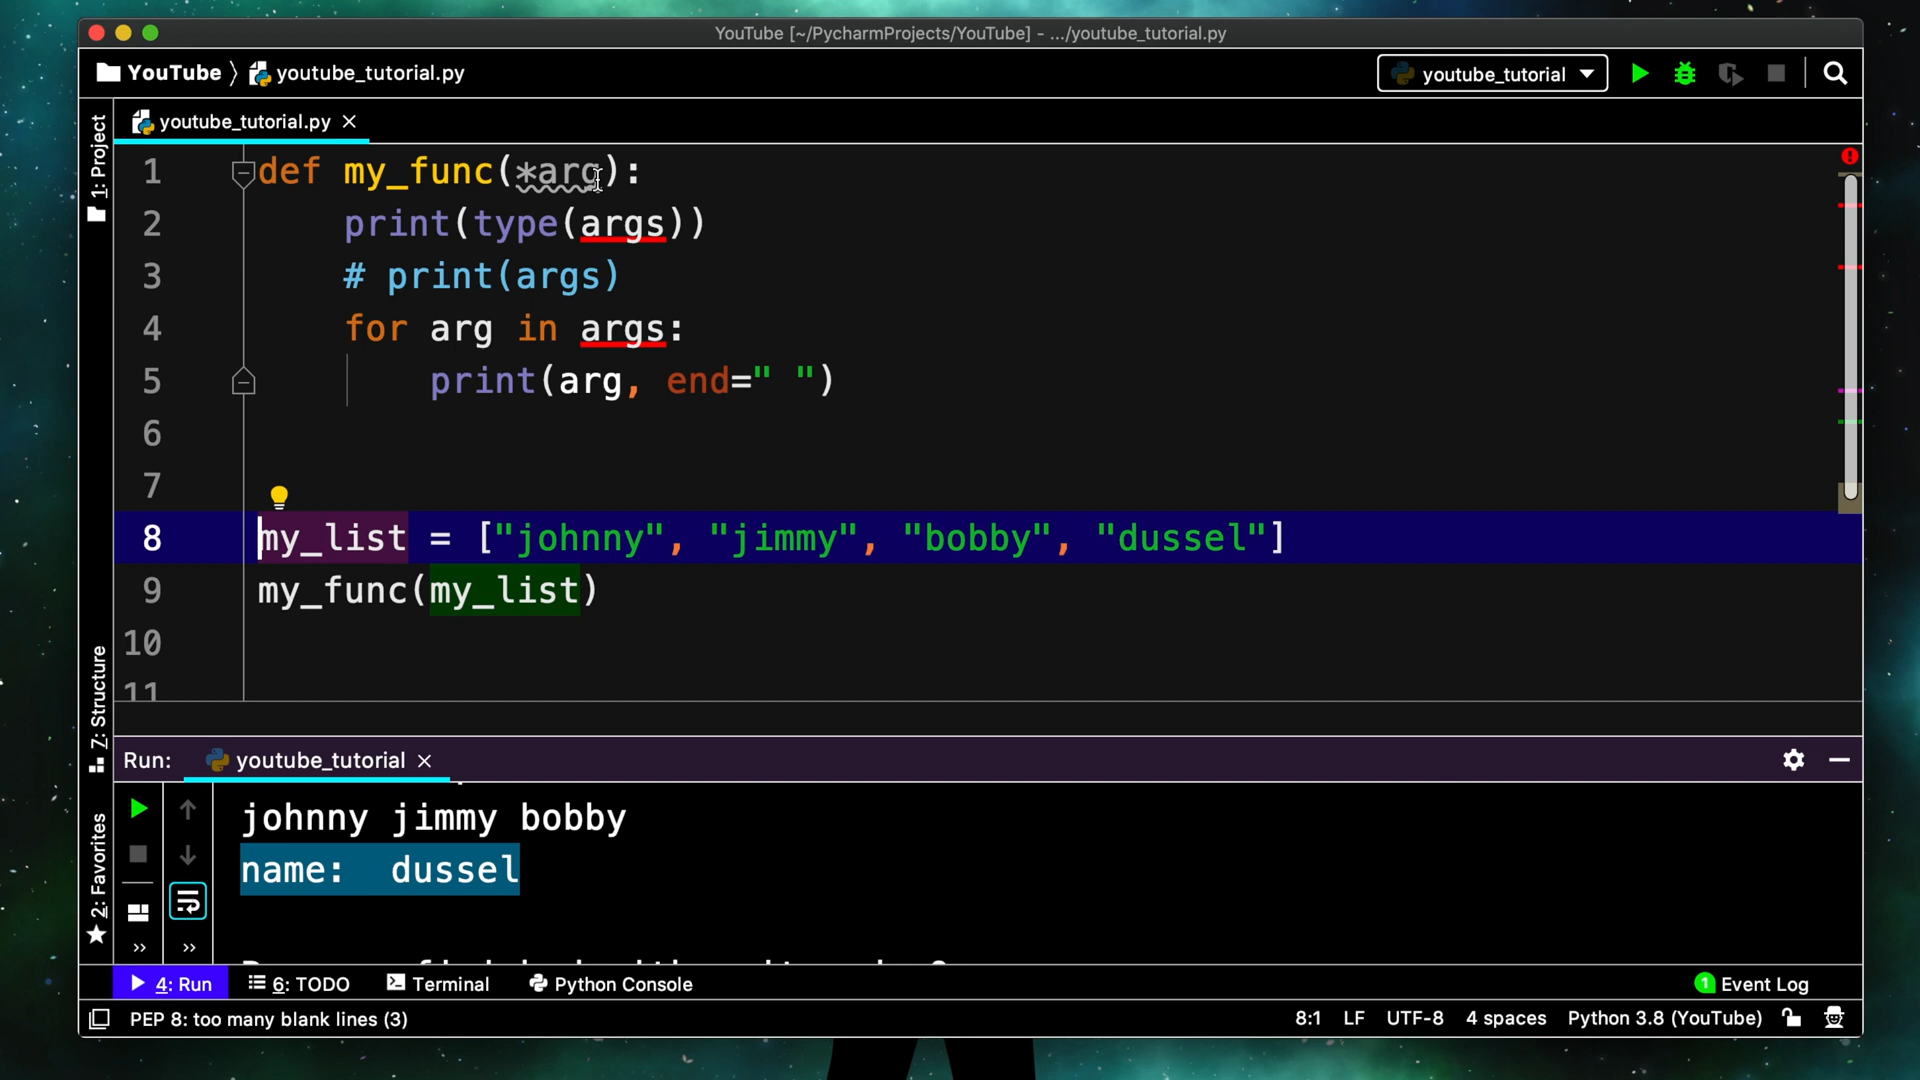 YouTube [~/PycharmProjects/YouTube] - .../youtube_tutorial.py
YouTube 〉 youtube_tutorial.py
youtube_tutorial
youtube_tutorial.py ×
1: Project
1 def my_func(*arg):
2 print(type(args))
3 # print(args)
4 for arg in args:
5 print(arg, end=" ")
6
7
8 my_list = ["johnny", "jimmy", "bobby", "dussel"]
9 my_func(my_list)
10
11
Z: Structure
2: Favorites
Run: youtube_tutorial ×
johnny jimmy bobby
name:  dussel
4: Run 6: TODO Terminal Python Console 1 Event Log
PEP 8: too many blank lines (3) 8:1 LF UTF-8 4 spaces Python 3.8 (YouTube)